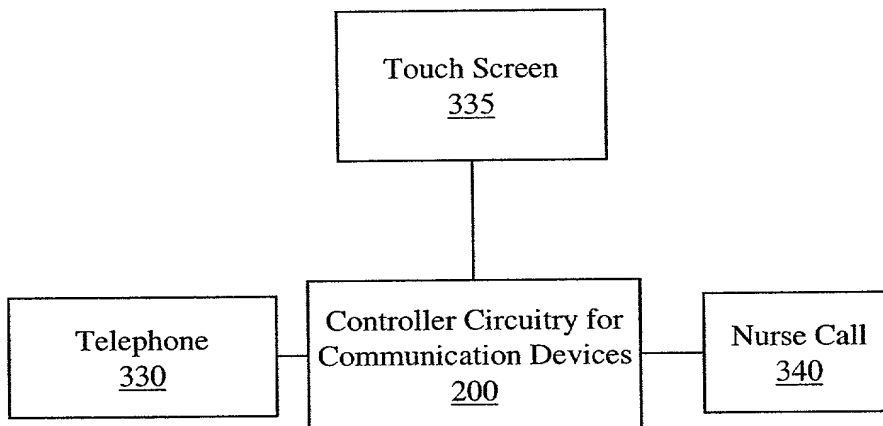 Touch Screen
335
Telephone
330
Controller Circuitry for
Communication Devices
200
Nurse Call
340